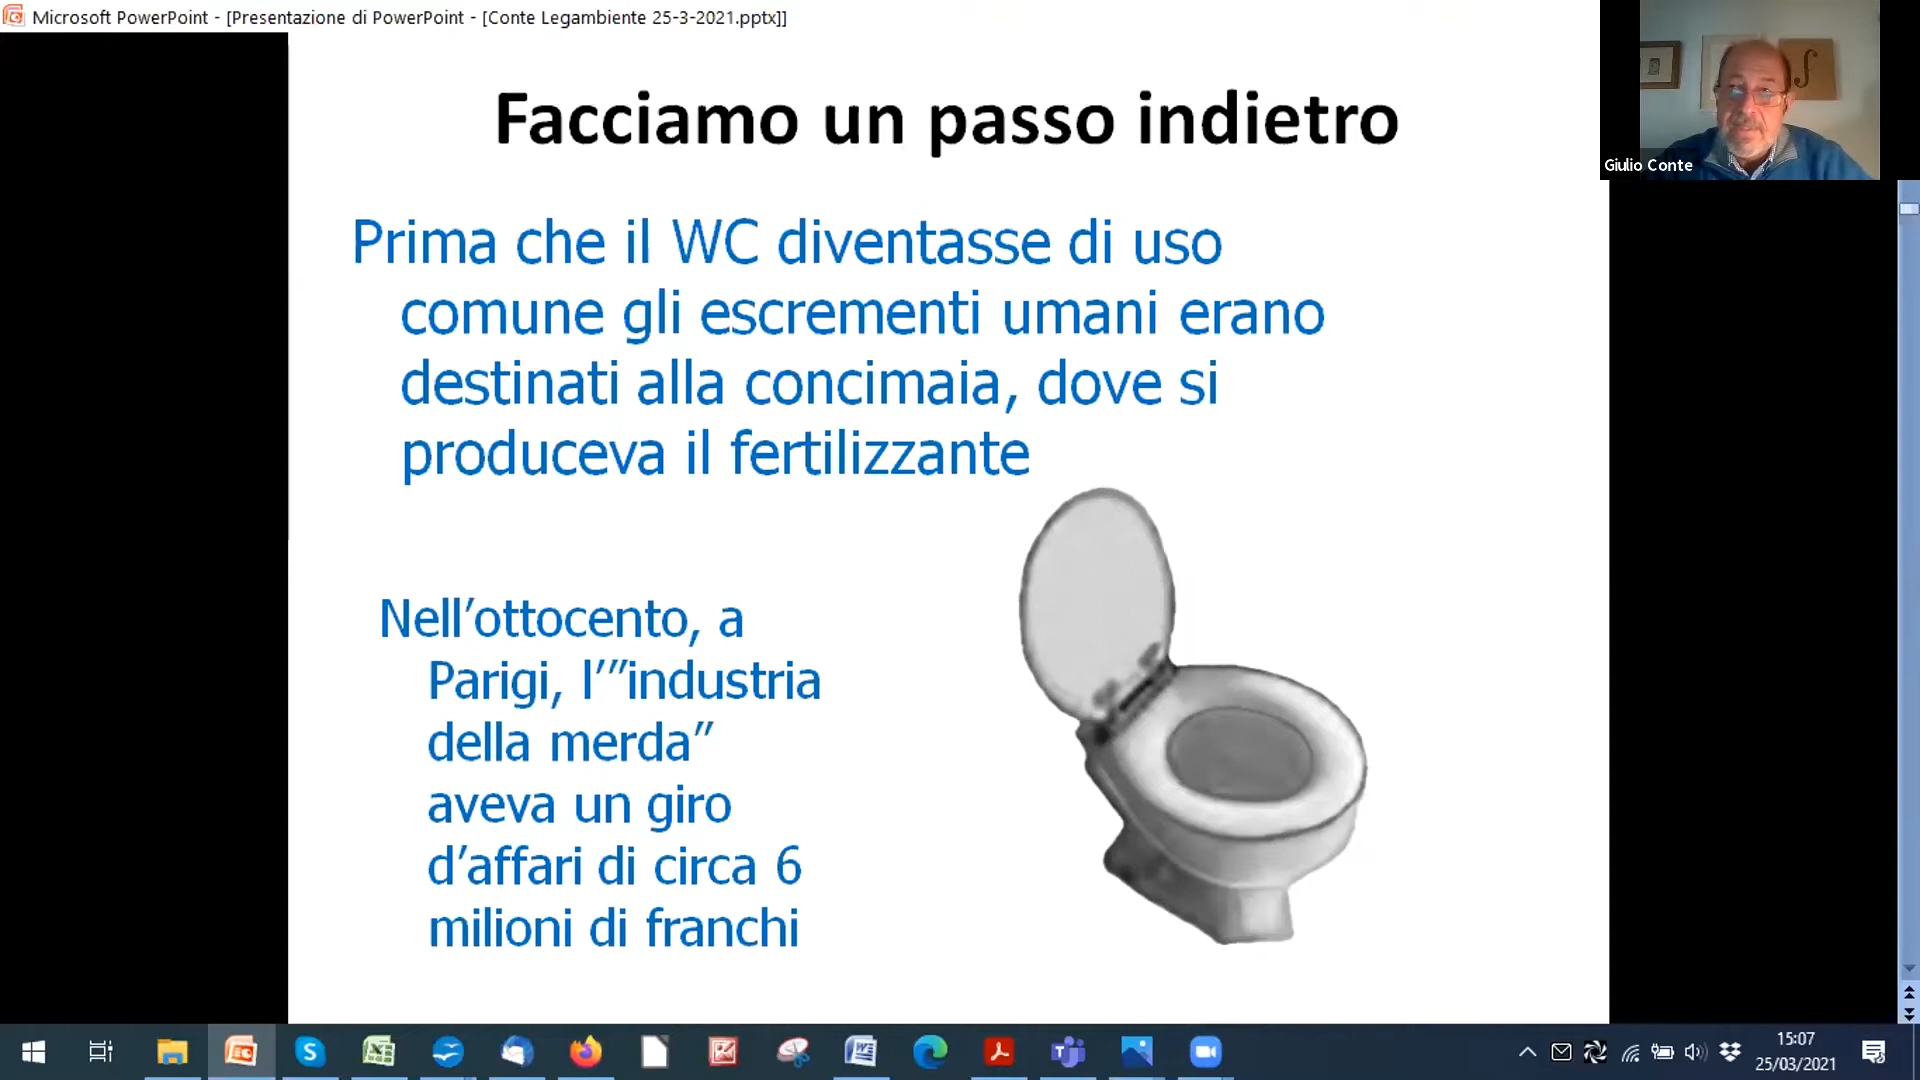 Microsoft PowerPoint - [Presentazione di PowerPoint - [Conte Legambiente 25-3-2021.pptx]]
Giulio Conte
Facciamo un passo indietro
Prima che il WC diventasse di uso
comune gli escrementi umani erano
destinati alla concimaia, dove si
produceva il fertilizzante
Nell’ottocento, a
Parigi, l’”industria
della merda”
aveva un giro
d’affari di circa 6
milioni di franchi
15:07
25/03/2021